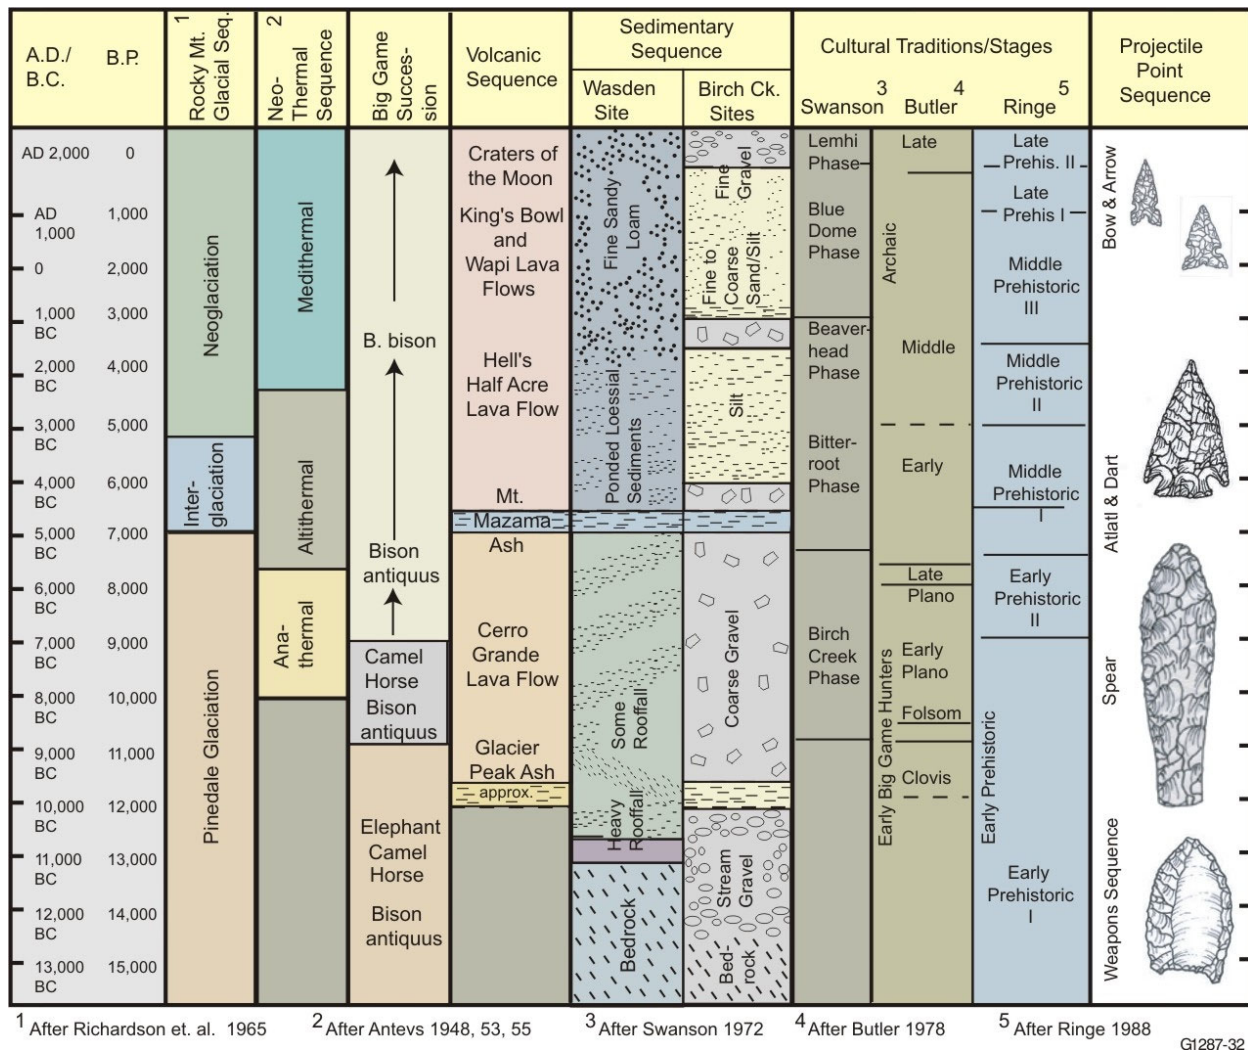 A.D./
B.C.
B.P.
1
Rocky Mt.
Glacial Seq.
2
Neo-
Thermal
Sequence
Big Game
Succes-
sion
Volcanic
Sequence
Sedimentary
Sequence
Wasden
Site
Birch Ck.
Sites
Cultural Traditions/Stages
3
Swanson
4
Butler
5
Ringe
Projectile
Point
Sequence
AD 2,000 0
AD
1,000
1,000
0 2,000
1,000
BC
3,000
2,000
BC
4,000
3,000
BC
5,000
4,000
BC
6,000
5,000
BC
7,000
6,000
BC
8,000
7,000
BC
9,000
8,000
BC
10,000
9,000
BC
11,000
10,000
BC
12,000
11,000
BC
13,000
12,000
BC
14,000
13,000
BC
15,000
Neoglaciation
Inter-
glaciation
Pinedale Glaciation
Medithermal
Altithermal
Ana-
thermal
B. bison
Bison
antiquus
Camel
Horse
Bison
antiquus
Elephant
Camel
Horse
Bison
antiquus
Craters of
the Moon
King's Bowl
and
Wapi Lava
Flows
Hell's
Half Acre
Lava Flow
Mt.
Mazama
Ash
Cerro
Grande
Lava Flow
Glacier
Peak Ash
approx.
Fine Sandy
Loam
Ponded Loessial
Sediments
Some
Rooffall
Heavy
Rooffall
Bedrock
Fine
Gravel
Fine to
Coarse
Sand/Silt
Silt
Coarse Gravel
Stream
Gravel
Bed-
rock
Lemhi
Phase
Blue
Dome
Phase
Beaver-
head
Phase
Bitter-
root
Phase
Birch
Creek
Phase
Late
Archaic
Middle
Early
Late
Plano
Early
Plano
Folsom
Clovis
Early Big Game Hunters
Late
Prehis. II
Late
Prehis I
Middle
Prehistoric
III
Middle
Prehistoric
II
Middle
Prehistoric
I
Early
Prehistoric
II
Early Prehistoric
Early
Prehistoric
I
Bow & Arrow
Atlatl & Dart
Spear
Weapons Sequence
1 After Richardson et. al. 1965
2 After Antevs 1948, 53, 55
3 After Swanson 1972
4 After Butler 1978
5 After Ringe 1988
G1287-32